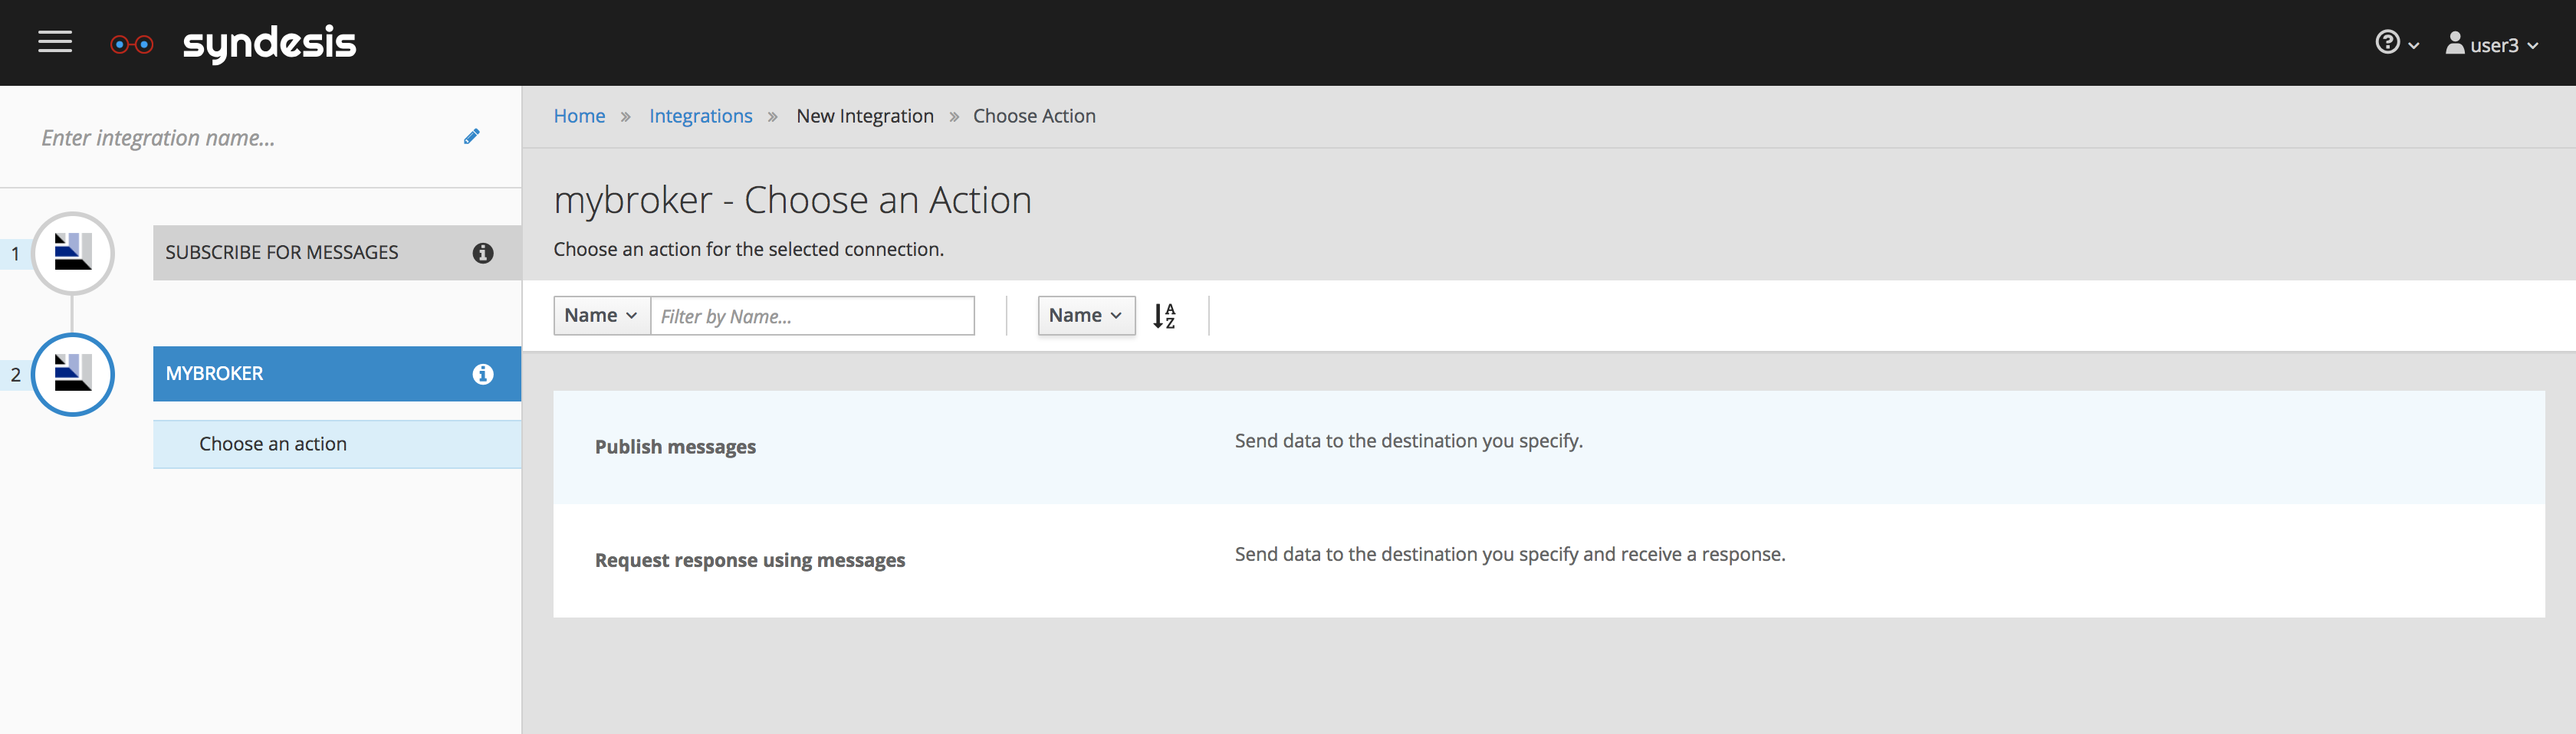 syndesis
user3
Enter integration name...
1
SUBSCRIBE FOR MESSAGES
2
MYBROKER
Choose an action
Home » Integrations » New Integration » Choose Action
mybroker - Choose an Action
Choose an action for the selected connection.
Name Filter by Name... Name A Z
Publish messages Send data to the destination you specify.
Request response using messages Send data to the destination you specify and receive a response.